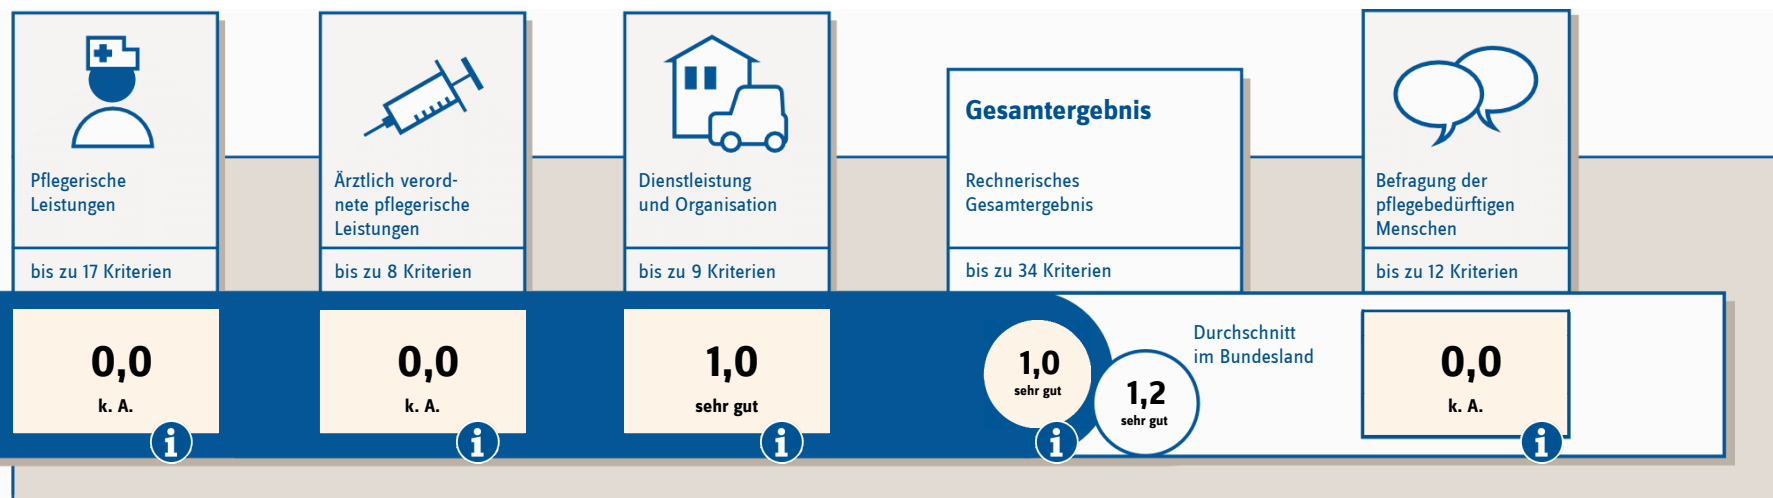 Pflegerische
Leistungen
bis zu 17 Kriterien
0,0
k. A.
i
Ärztlich verord-
nete pflegerische
Leistungen
bis zu 8 Kriterien
0,0
k. A.
i
Dienstleistung
und Organisation
bis zu 9 Kriterien
1,0
sehr gut
i
Gesamtergebnis
Rechnerisches
Gesamtergebnis
bis zu 34 Kriterien
1,0
sehr gut
i
Durchschnitt
im Bundesland
1,2
sehr gut
Befragung der
pflegebedürftigen
Menschen
bis zu 12 Kriterien
0,0
k. A.
i